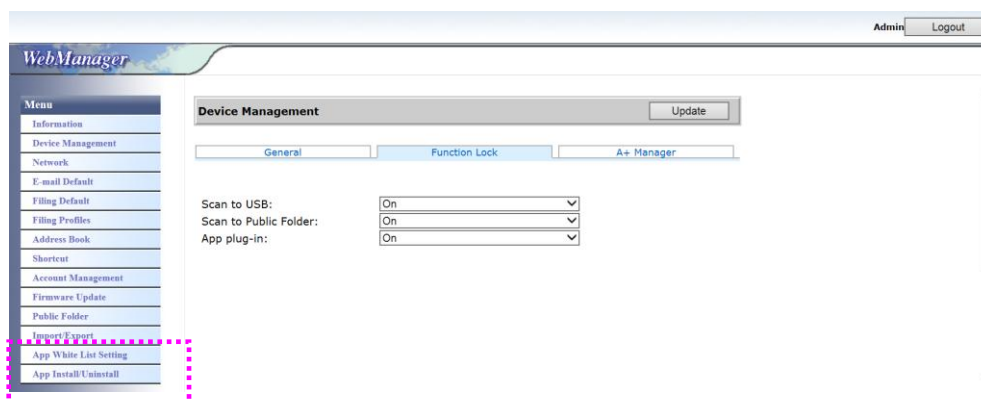 Admin Logout
WebManager
Menu
Information
Device Management
Network
E-mail Default
Filing Default
Filing Profiles
Address Book
Shortcut
Account Management
Firmware Update
Public Folder
Import/Export
App White List Setting
App Install/Uninstall
Device Management Update
General Function Lock A+ Manager
Scan to USB: On
Scan to Public Folder: On
App plug-in: On